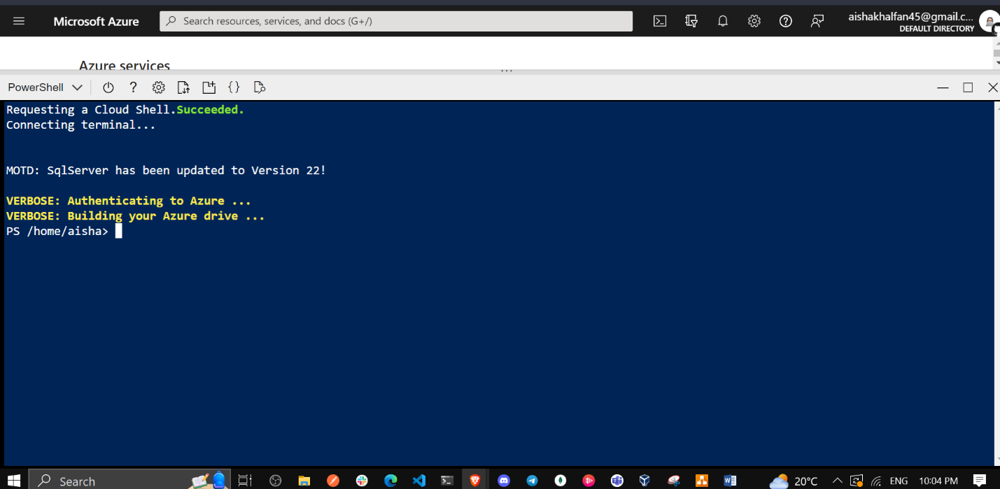 Microsoft Azure
Search resources, services, and docs (G+/)
aishakhalfan45@gmail.c...
DEFAULT DIRECTORY
Azure services
PowerShell
Requesting a Cloud Shell.Succeeded.
Connecting terminal...
MOTD: SqlServer has been updated to Version 22!
VERBOSE: Authenticating to Azure ...
VERBOSE: Building your Azure drive ...
PS /home/aisha>
Search
20°C
ENG
10:04 PM